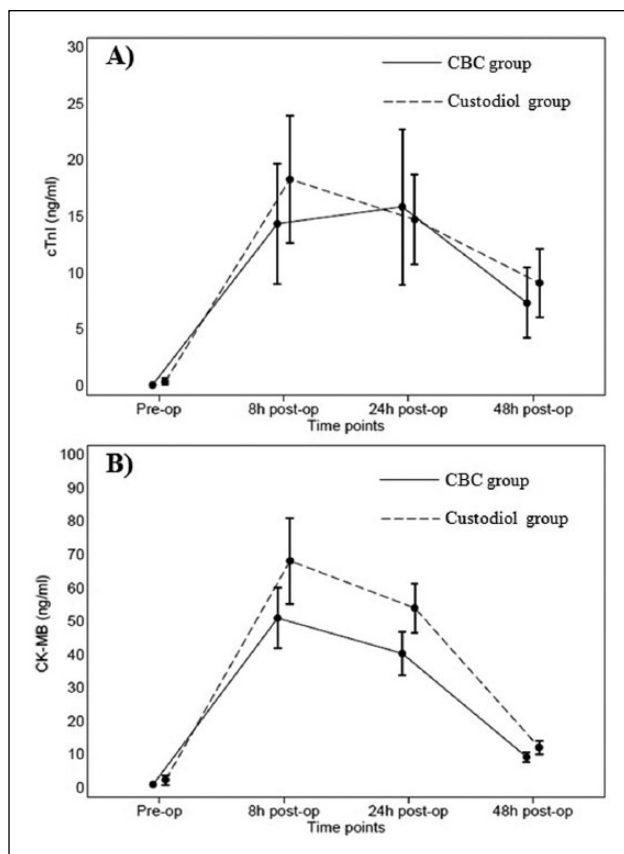 A)
CBC group
Custodiol group
30
25
20
15
10
5
0
cTnI (ng/ml)
Pre-op 8h post-op 24h post-op 48h post-op
Time points
B)
CBC group
Custodiol group
100
90
80
70
60
50
40
30
20
10
0
CK-MB (ng/ml)
Pre-op 8h post-op 24h post-op 48h post-op
Time points